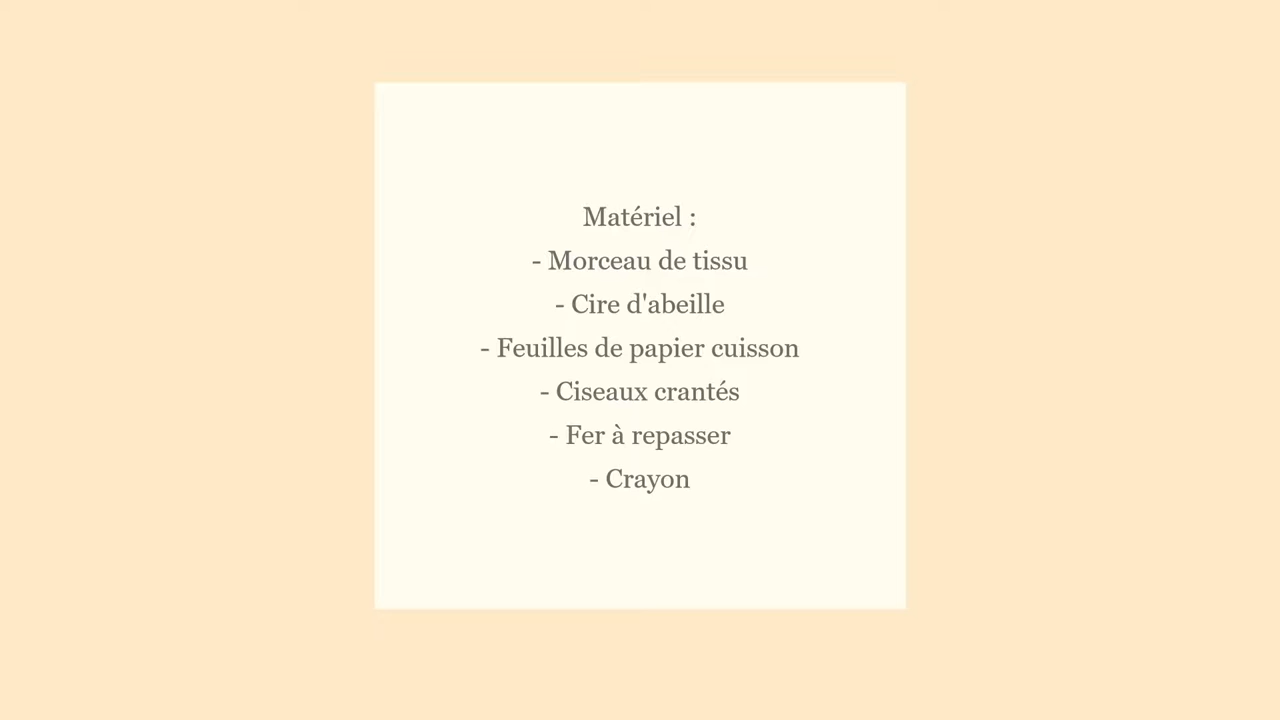 Matériel :
- Morceau de tissu
- Cire d'abeille
- Feuilles de papier cuisson
- Ciseaux crantés
- Fer à repasser
- Crayon